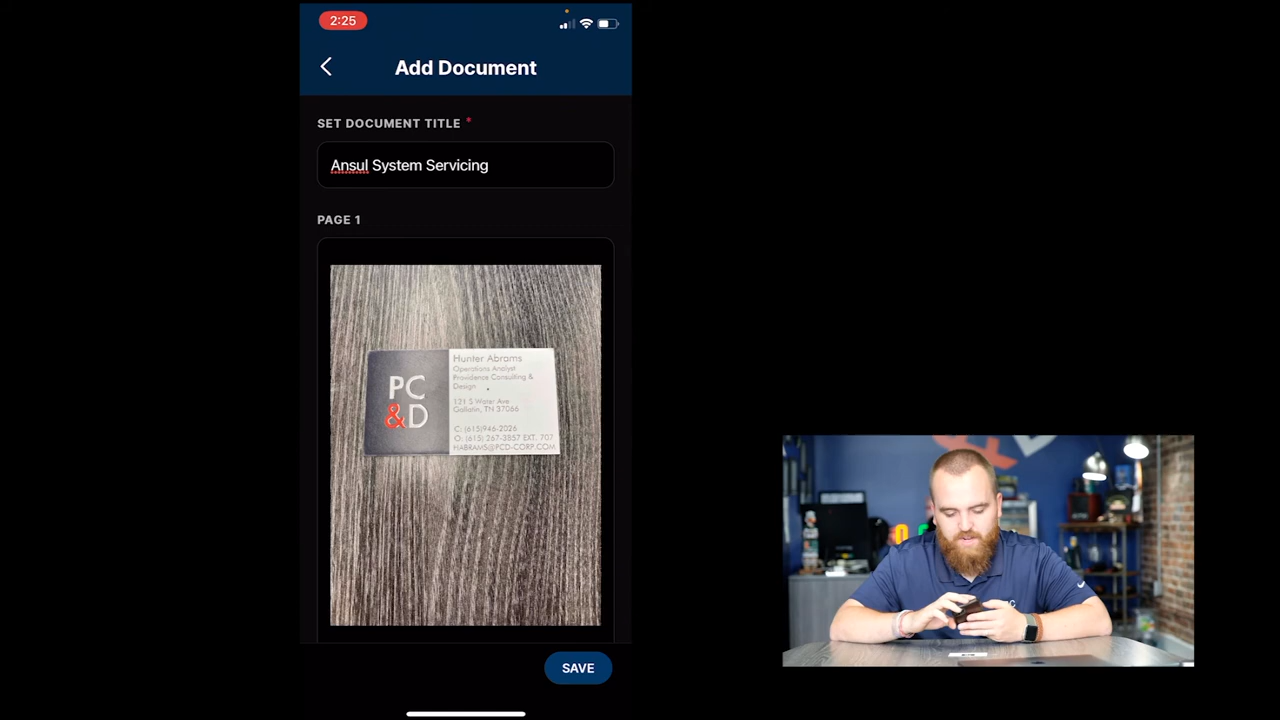 2:25
Add Document
SET DOCUMENT TITLE *
Ansul System Servicing
PAGE 1
PC
&D
Hunter Abrams
Operations Analyst
Providence Consulting &
Design
131 S Water Ave
Gallatin, TN 37066
C: (615)946-2026
O: (615) 267-3857 EXT. 707
HABRAMS@PCD-CORP.COM
SAVE